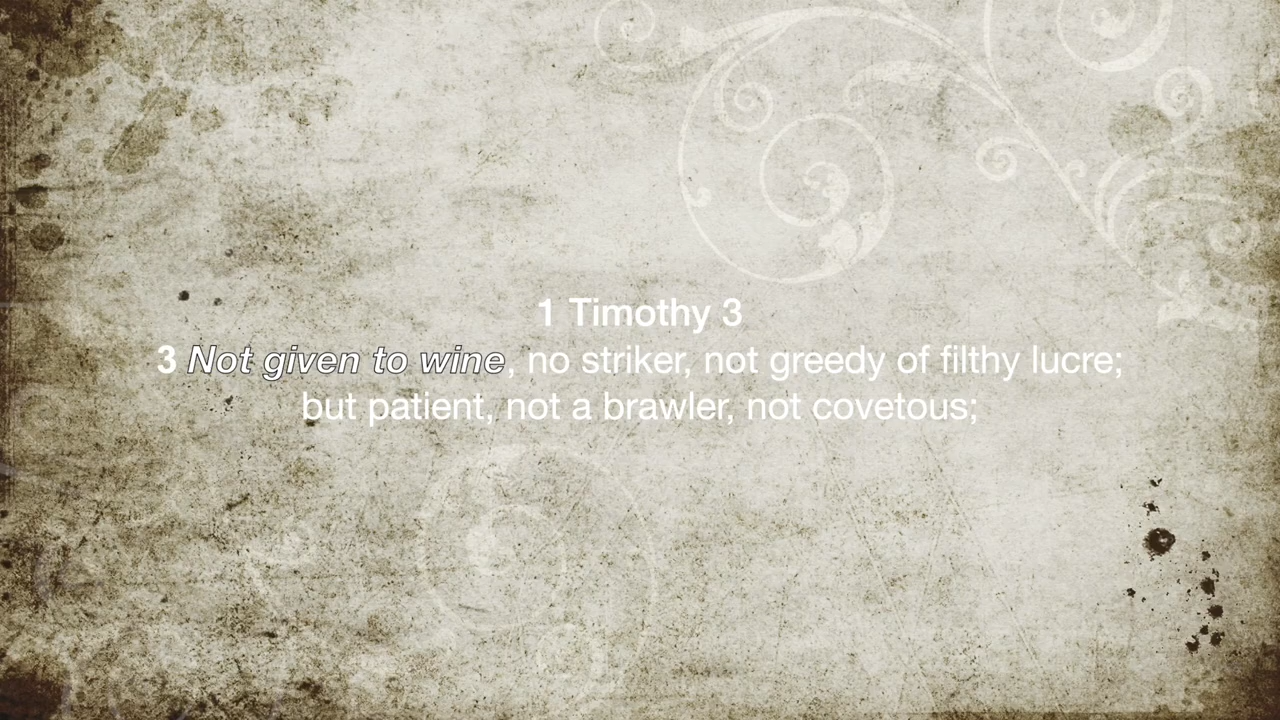 1 Timothy 3
3 Not given to wine, no striker, not greedy of filthy lucre;
but patient, not a brawler, not covetous;